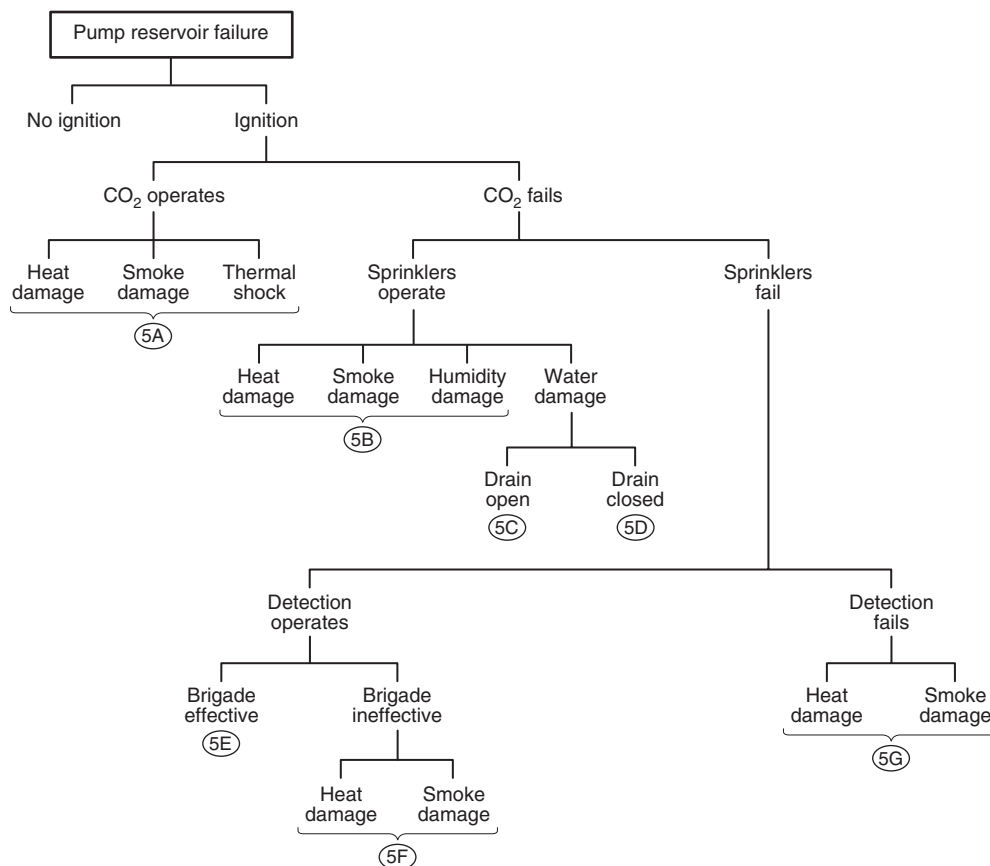 Pump reservoir failure
No ignition
Ignition
CO₂ operates
CO₂ fails
Heat
damage
Smoke
damage
Thermal
shock
5A
Sprinklers
operate
Sprinklers
fail
Heat
damage
Smoke
damage
Humidity
damage
Water
damage
5B
Drain
open
5C
Drain
closed
5D
Detection
operates
Detection
fails
Brigade
effective
5E
Brigade
ineffective
Heat
damage
Smoke
damage
5G
Heat
damage
Smoke
damage
5F